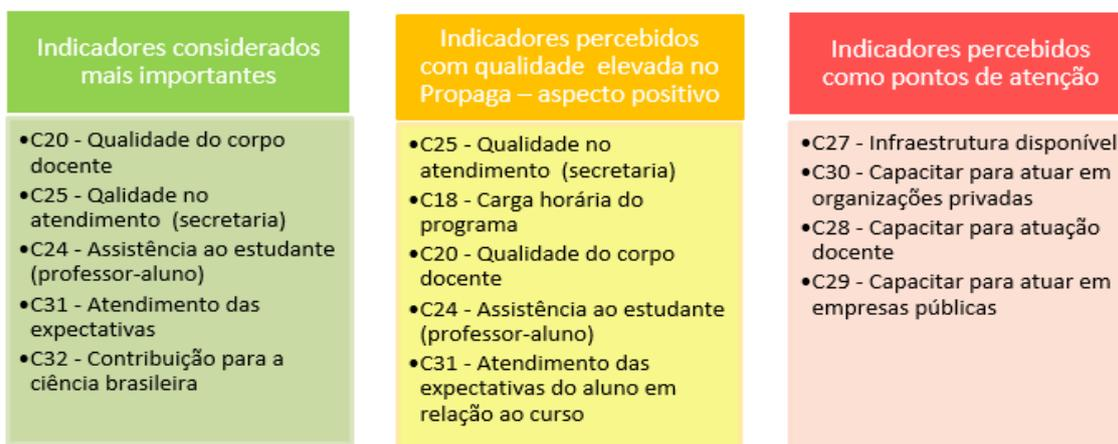 Indicadores considerados
mais importantes
•C20 - Qualidade do corpo
docente
•C25 - Qalidade no
atendimento (secretaria)
•C24 - Assistência ao estudante
(professor-aluno)
•C31 - Atendimento das
expectativas
•C32 - Contribuição para a
ciência brasileira
Indicadores percebidos
com qualidade elevada no
Propaga – aspecto positivo
•C25 - Qualidade no
atendimento (secretaria)
•C18 - Carga horária do
programa
•C20 - Qualidade do corpo
docente
•C24 - Assistência ao estudante
(professor-aluno)
•C31 - Atendimento das
expectativas do aluno em
relação ao curso
Indicadores percebidos
como pontos de atenção
•C27 - Infraestrutura disponível
•C30 - Capacitar para atuar em
organizações privadas
•C28 - Capacitar para atuação
docente
•C29 - Capacitar para atuar em
empresas públicas